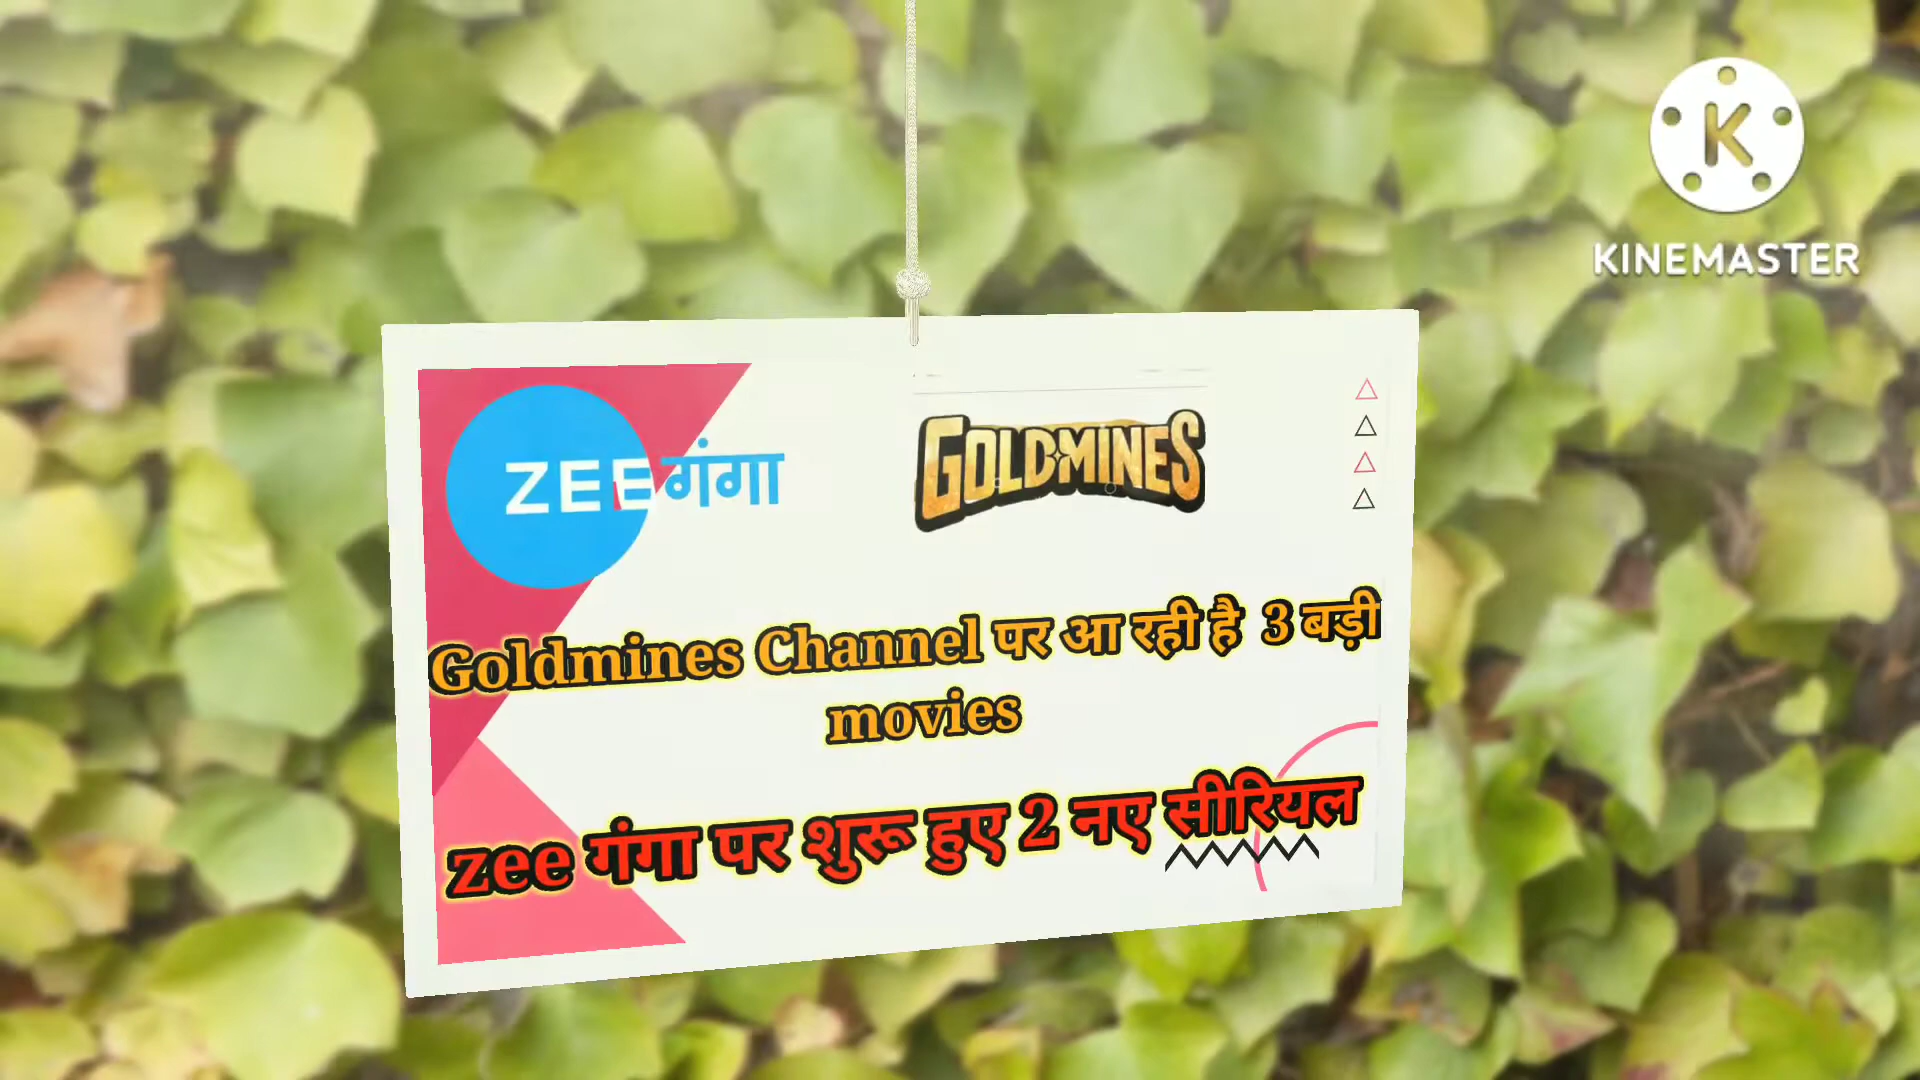 KINEMASTER
ZEE गंगा
GOLDMINES
Goldmines Channel पर आ रही है 3 बड़ी
movies
zee गंगा पर शुरू हुए 2 नए सीरियल